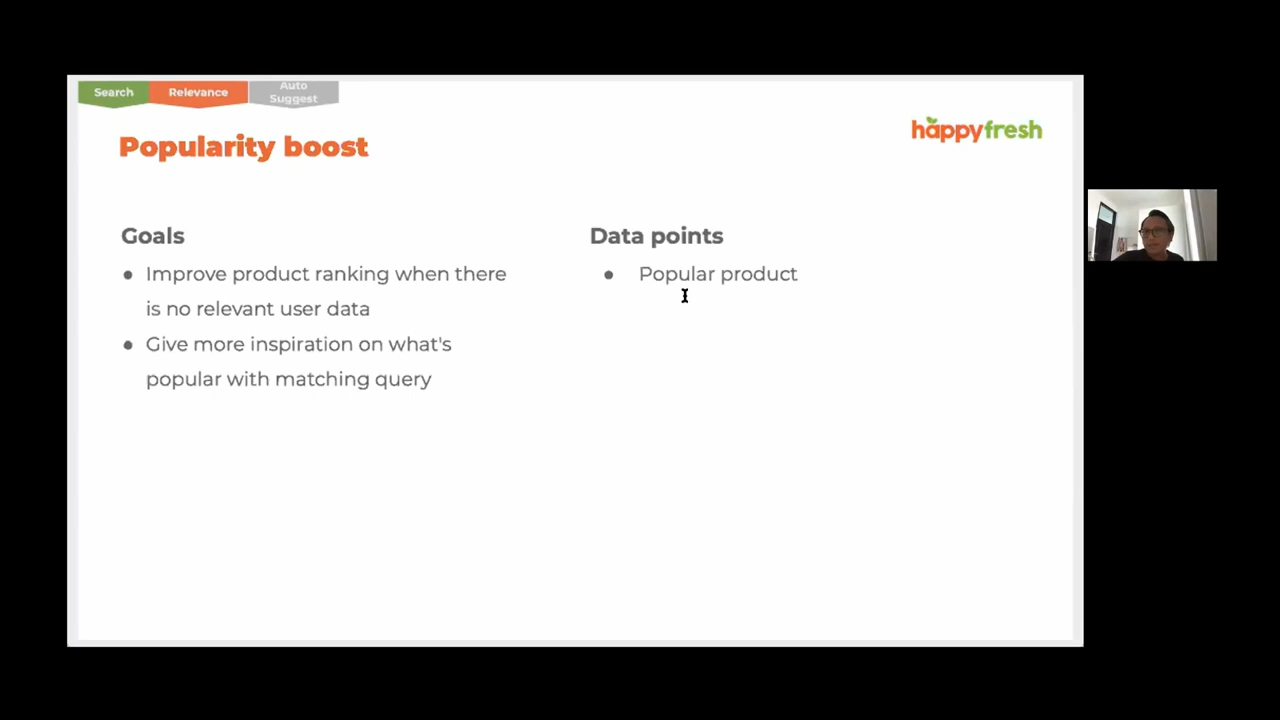 Search
Relevance
Auto
Suggest
happyfresh
Popularity boost
Goals
• Improve product ranking when there
is no relevant user data
• Give more inspiration on what's
popular with matching query
Data points
• Popular product